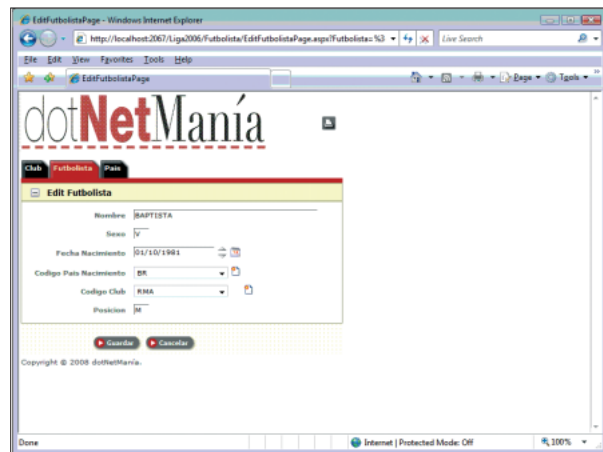 EditFutbolistaPage - Windows Internet Explorer
http://localhost:2067/Liga2006/Futbolista/EditFutbolistaPage.aspx?Futbolista=%3
Live Search
File Edit View Favorites Tools Help
EditFutbolistaPage
Page Tools
dotNetManía
Club Futbolista Pais
Edit Futbolista
Nombre BAPTISTA
Sexo V
Fecha Nacimiento 01/10/1981
Codigo Pais Nacimiento BR
Codigo Club RMA
Posicion M
Guardar Cancelar
Copyright © 2008 dotNetManía.
Done
Internet | Protected Mode: Off
100%